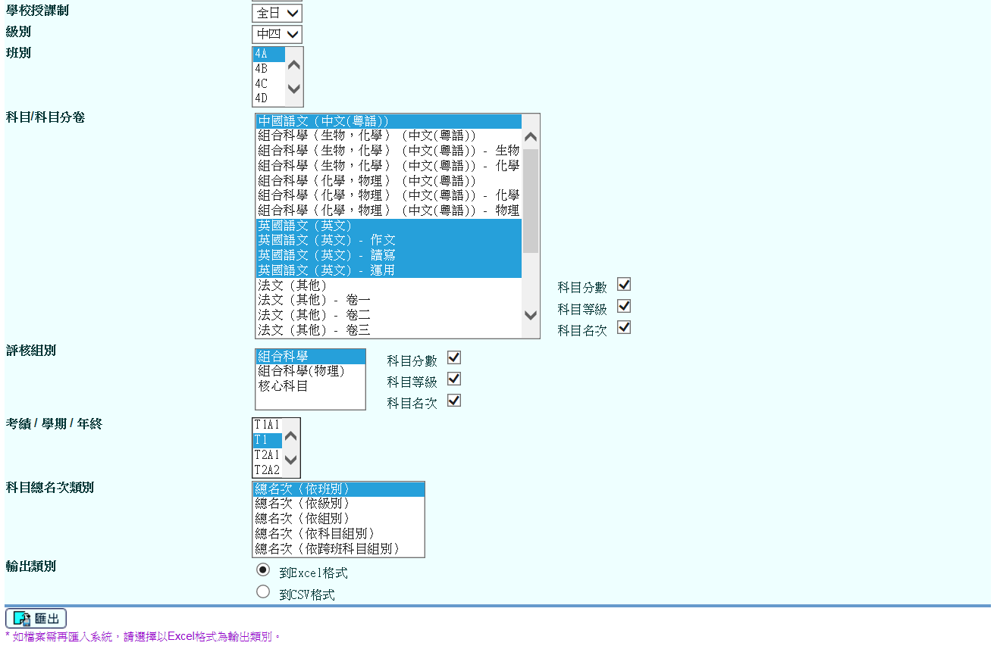 學校授課制
全日
級別
中四
班別
4A
4B
4C
4D
科目/科目分卷
中國語文 (中文(粵語))
組合科學（生物，化學） (中文(粵語))
組合科學（生物，化學） (中文(粵語)) - 生物
組合科學（生物，化學） (中文(粵語)) - 化學
組合科學（化學，物理） (中文(粵語))
組合科學（化學，物理） (中文(粵語)) - 化學
組合科學（化學，物理） (中文(粵語)) - 物理
英國語文 (英文)
英國語文 (英文) - 作文
英國語文 (英文) - 讀寫
英國語文 (英文) - 運用
法文 (其他)
法文 (其他) - 卷一
法文 (其他) - 卷二
法文 (其他) - 卷三
科目分數
科目等級
科目名次
評核組別
組合科學
組合科學(物理)
核心科目
科目分數
科目等級
科目名次
考績 / 學期 / 年終
T1A1
T1
T2A1
T2A2
科目總名次類別
總名次（依班別）
總名次（依級別）
總名次（依組別）
總名次（依科目組別）
總名次（依跨班科目組別）
輸出類別
到Excel格式
到CSV格式
匯出
* 如檔案需再匯入系統，請選擇以Excel格式為輸出類別。